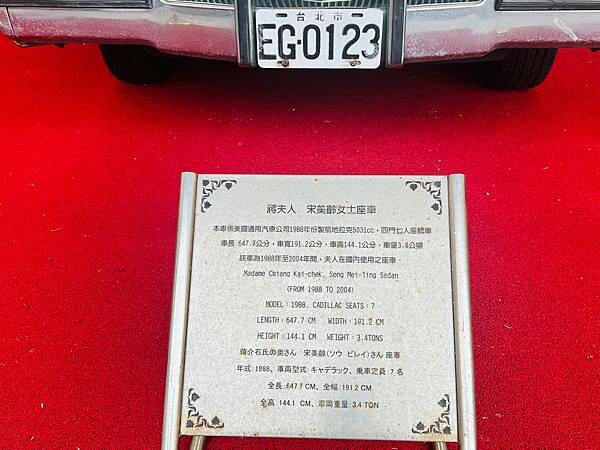 台北市
EG-0123
蔣夫人 宋美齡女士座車
本車係美國通用汽車公司1988年份製凱地拉克5031cc，四門七人座轎車
車長 647.7公分，車寬191.2公分，車高144.1公分，車重3.4公噸
該車為1988年至2004年間，夫人在國內使用之座車
Madame Chiang Kai-chek, Song Mei-ling Sedan
(FROM 1988 TO 2004)
MODEL：1988, CADILLAC SEATS：7
LENGTH：647.7 CM WIDTH：191.2 CM
HEIGHT：144.1 CM WEIGHT：3.4TONS
蒋介石氏の奥さん 宋美齢(ソウ ビレイ)さん 座車
年式:1988、車両型式:キャデラック、乗車定員:7 名
全長:647.7 CM、全幅:191.2 CM
全高:144.1 CM、車両重量:3.4 TON